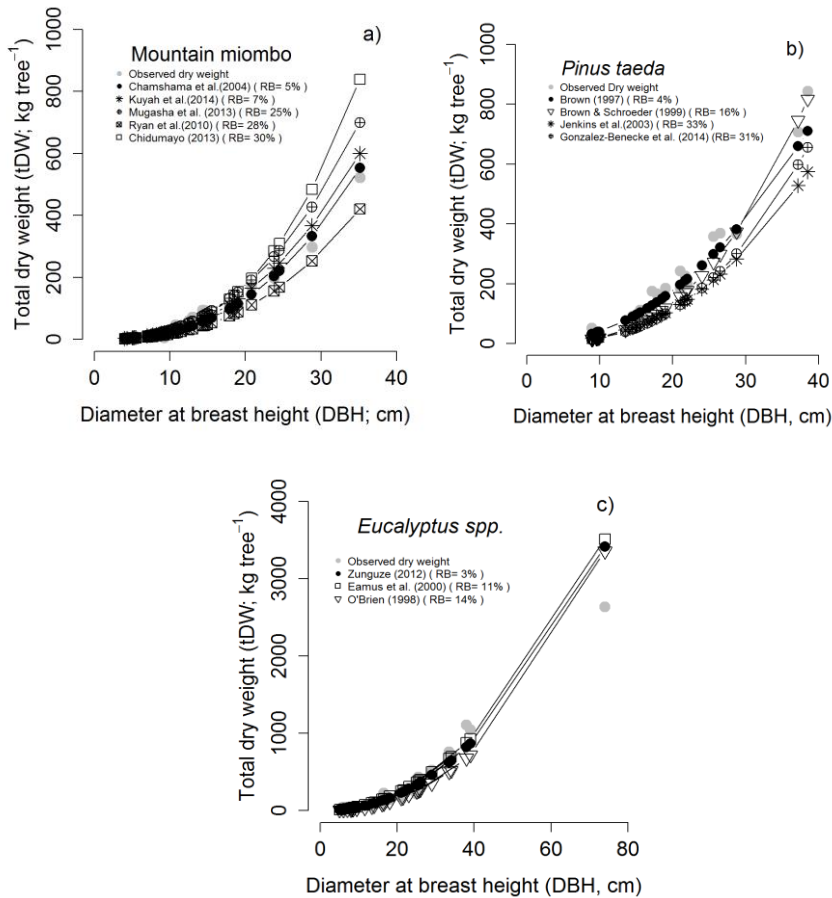 a)
Mountain miombo
Observed dry weight
Chamshama et al.(2004) ( RB= 5% )
Kuyah et al.(2014) ( RB= 7% )
Mugasha et al. (2013) ( RB= 25% )
Ryan et al.(2010) ( RB= 28% )
Chidumayo (2013) ( RB= 30% )
Total dry weight (tDW; kg tree⁻¹)
1000
800
600
400
200
0
0 10 20 30 40
Diameter at breast height (DBH; cm)
b)
Pinus taeda
Observed Dry weight
Brown (1997) ( RB= 4% )
Brown & Schroeder (1999) ( RB= 16% )
Jenkins et al.(2003) ( RB= 33% )
Gonzalez-Benecke et al. (2014) ( RB= 31% )
Total dry weight (tDW; kg tree⁻¹)
1000
800
600
400
200
0
0 10 20 30 40
Diameter at breast height (DBH, cm)
c)
Eucalyptus spp.
Observed dry weight
Zunguze (2012) ( RB= 3% )
Eamus et al. (2000) ( RB= 11% )
O'Brien (1998) ( RB= 14% )
Total dry weight (tDW; kg tree⁻¹)
4000
3000
2000
1000
0
0 20 40 60 80
Diameter at breast height (DBH, cm)